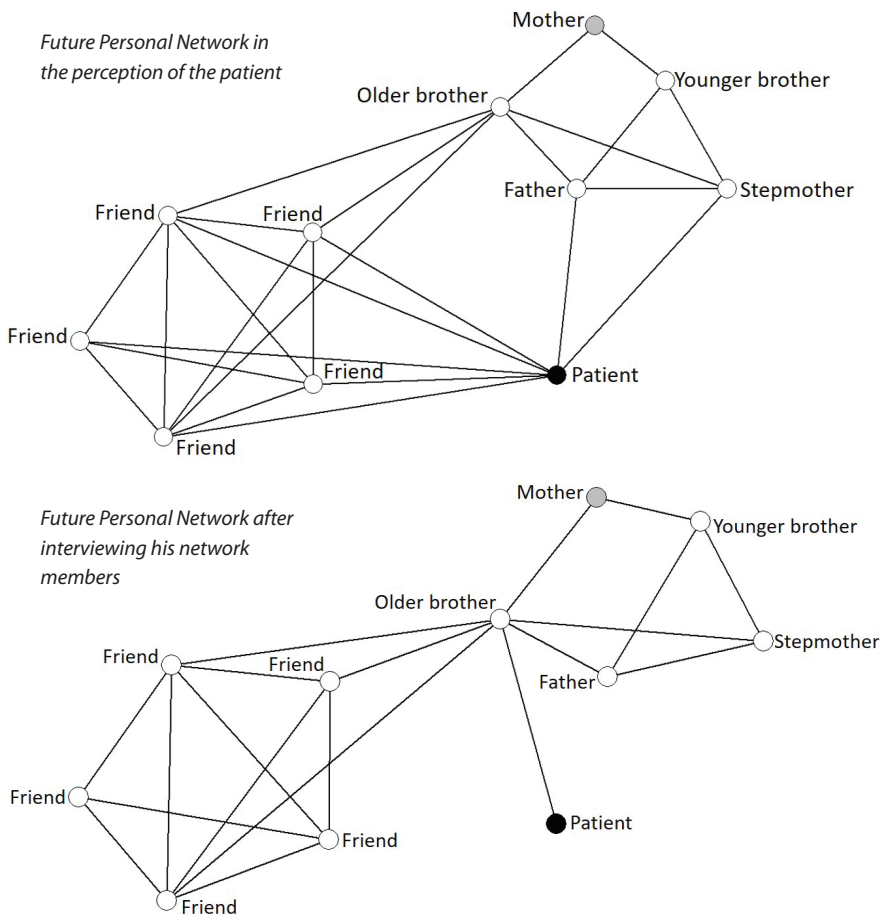 Future Personal Network in
the perception of the patient
Mother
Younger brother
Older brother
Father
Stepmother
Friend
Friend
Friend
Friend
Patient
Friend
Future Personal Network after
interviewing his network
members
Mother
Younger brother
Older brother
Stepmother
Friend
Friend
Father
Friend
Patient
Friend
Friend